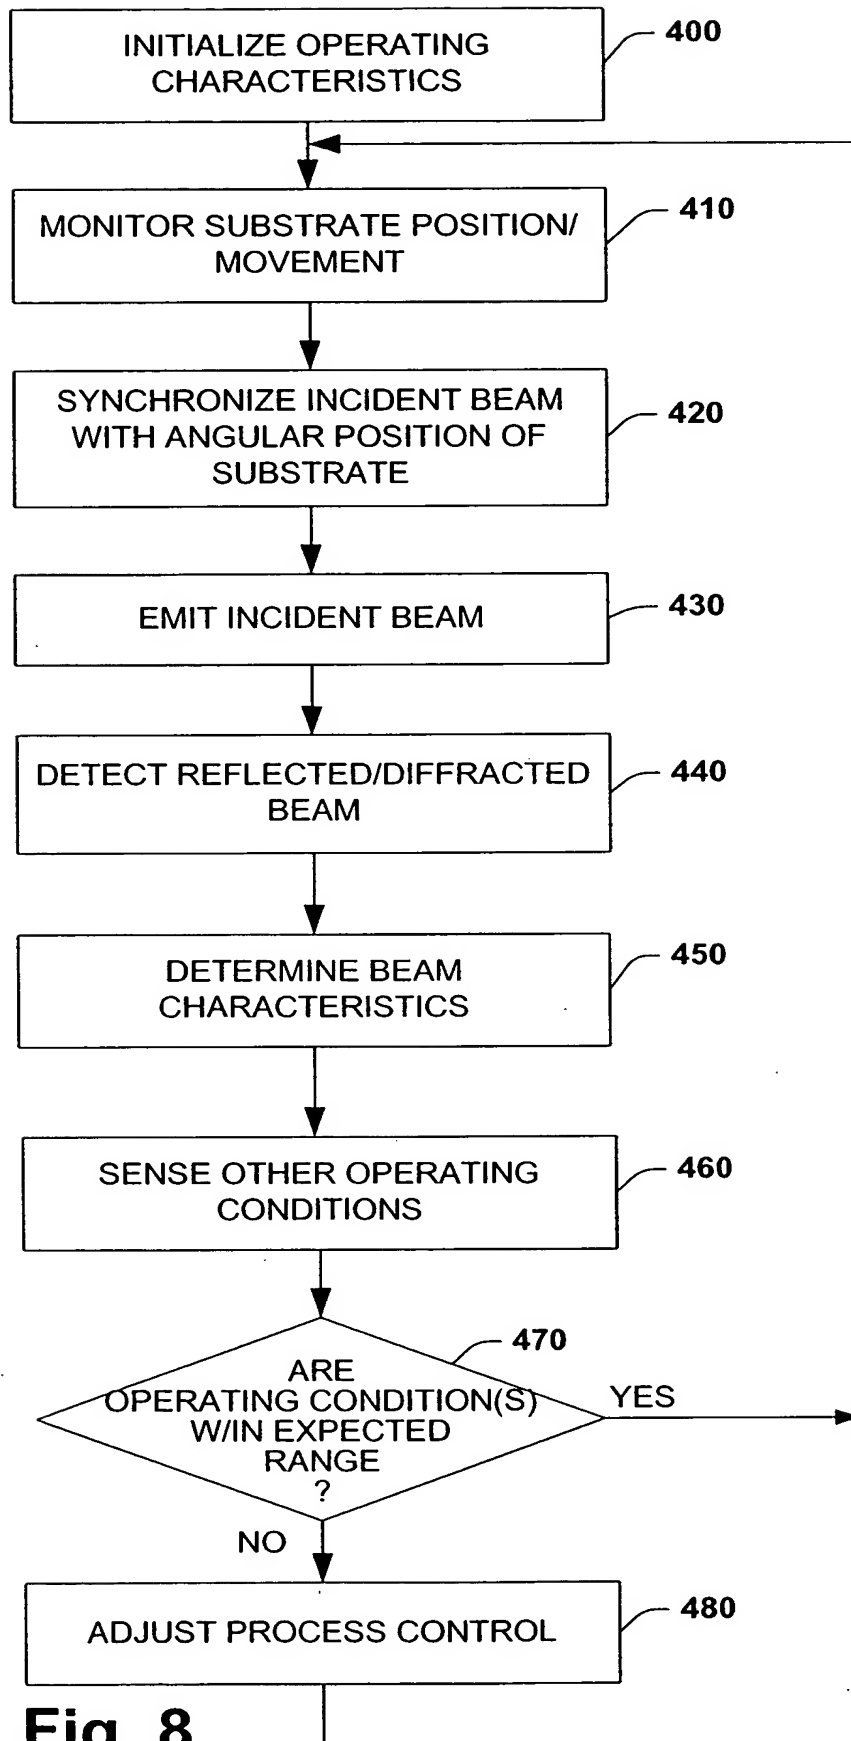 INITIALIZE OPERATING
CHARACTERISTICS
400
MONITOR SUBSTRATE POSITION/
MOVEMENT
410
SYNCHRONIZE INCIDENT BEAM
WITH ANGULAR POSITION OF
SUBSTRATE
420
EMIT INCIDENT BEAM
430
DETECT REFLECTED/DIFFRACTED
BEAM
440
DETERMINE BEAM
CHARACTERISTICS
450
SENSE OTHER OPERATING
CONDITIONS
460
470
ARE
OPERATING CONDITION(S)
W/IN EXPECTED
RANGE
?
YES
NO
ADJUST PROCESS CONTROL
480
Fig. 8